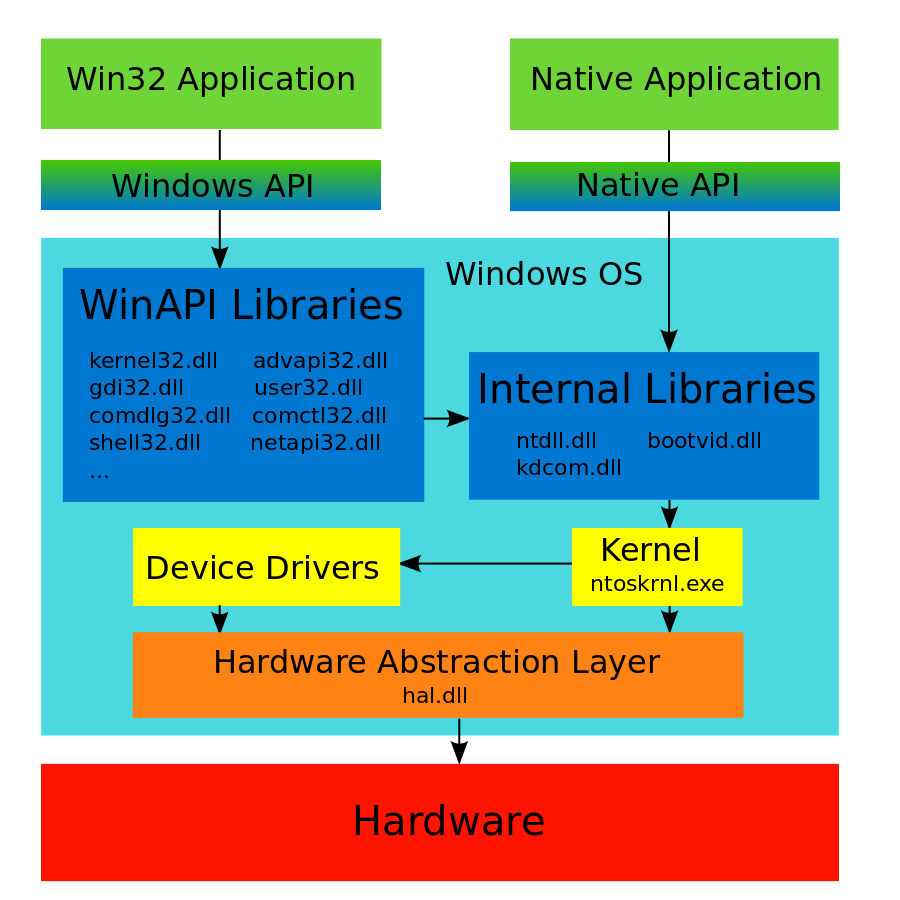 Win32 Application
Native Application
Windows API
Native API
Windows OS
WinAPI Libraries
kernel32.dll advapi32.dll
gdi32.dll user32.dll
comdlg32.dll comctl32.dll
shell32.dll netapi32.dll
...
Internal Libraries
ntdll.dll bootvid.dll
kdcom.dll
Device Drivers
Kernel
ntoskrnl.exe
Hardware Abstraction Layer
hal.dll
Hardware